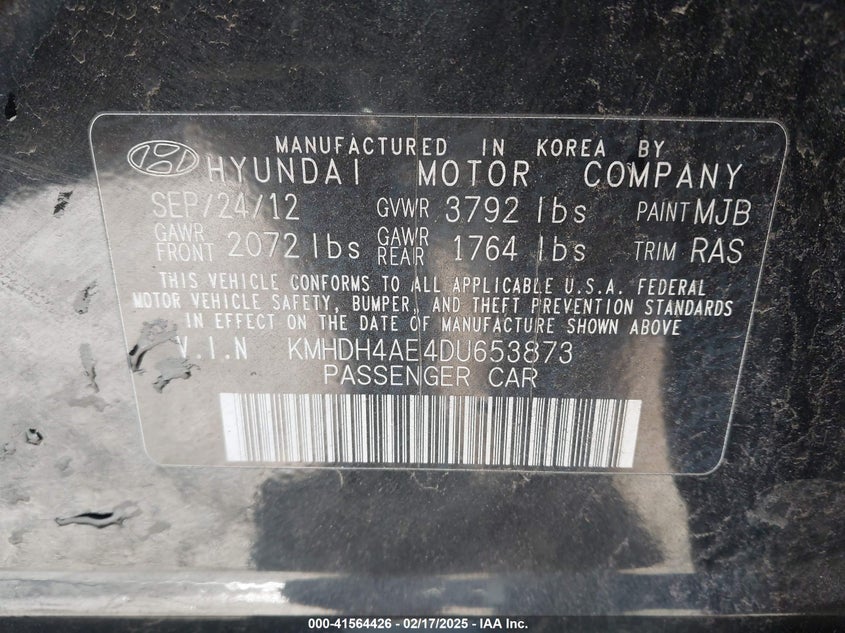 MANUFACTURED IN KOREA BY
HYUNDAI MOTOR COMPANY
SEP/24/12 GVWR 3792 lbs PAINT MJB
GAWR FRONT 2072 lbs GAWR REAR 1764 lbs TRIM RAS
THIS VEHICLE CONFORMS TO ALL APPLICABLE U.S.A. FEDERAL
MOTOR VEHICLE SAFETY, BUMPER, AND THEFT PREVENTION STANDARDS
IN EFFECT ON THE DATE OF MANUFACTURE SHOWN ABOVE
V.I.N KMHDH4AE4DU653873
PASSENGER CAR
000-41564426 - 02/17/2025 - IAA Inc.